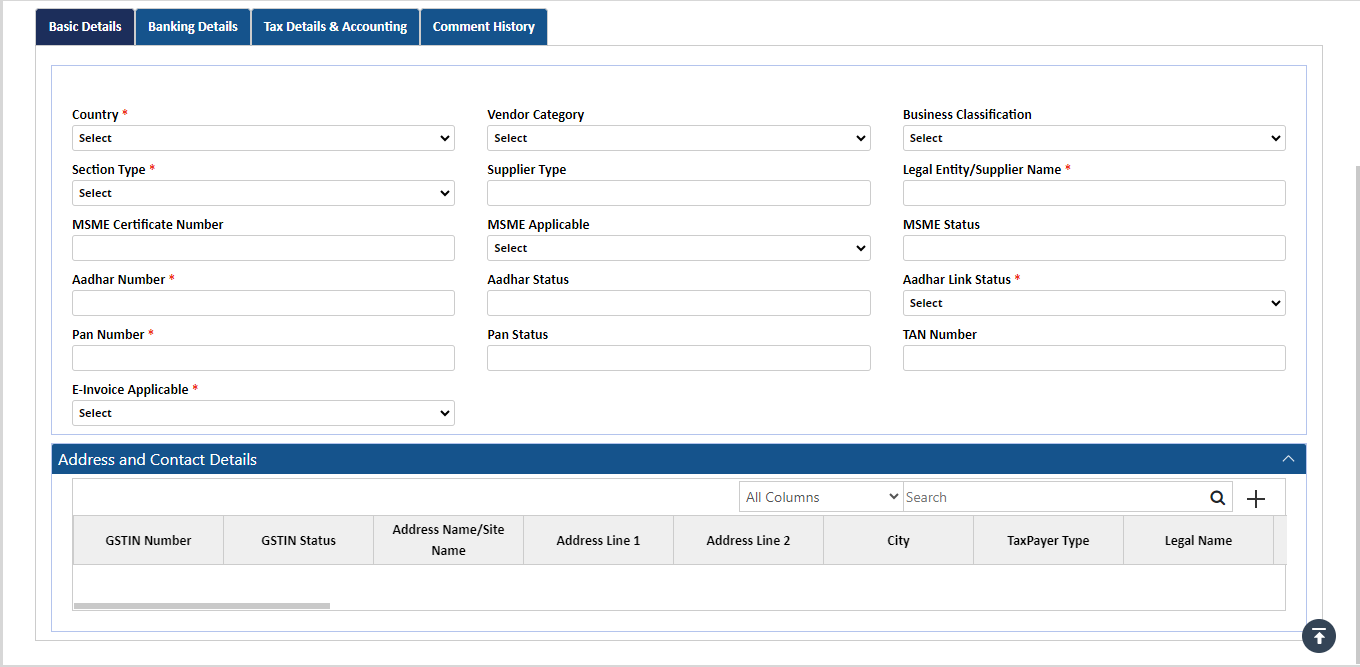 Basic Details Banking Details Tax Details & Accounting Comment History
Country * Vendor Category Business Classification
Select Select Select
Section Type * Supplier Type Legal Entity/Supplier Name *
Select
MSME Certificate Number MSME Applicable MSME Status
Select
Aadhar Number * Aadhar Status Aadhar Link Status *
Select
Pan Number * Pan Status TAN Number
E-Invoice Applicable *
Select
Address and Contact Details
All Columns Search
GSTIN Number GSTIN Status Address Name/Site Name Address Line 1 Address Line 2 City TaxPayer Type Legal Name